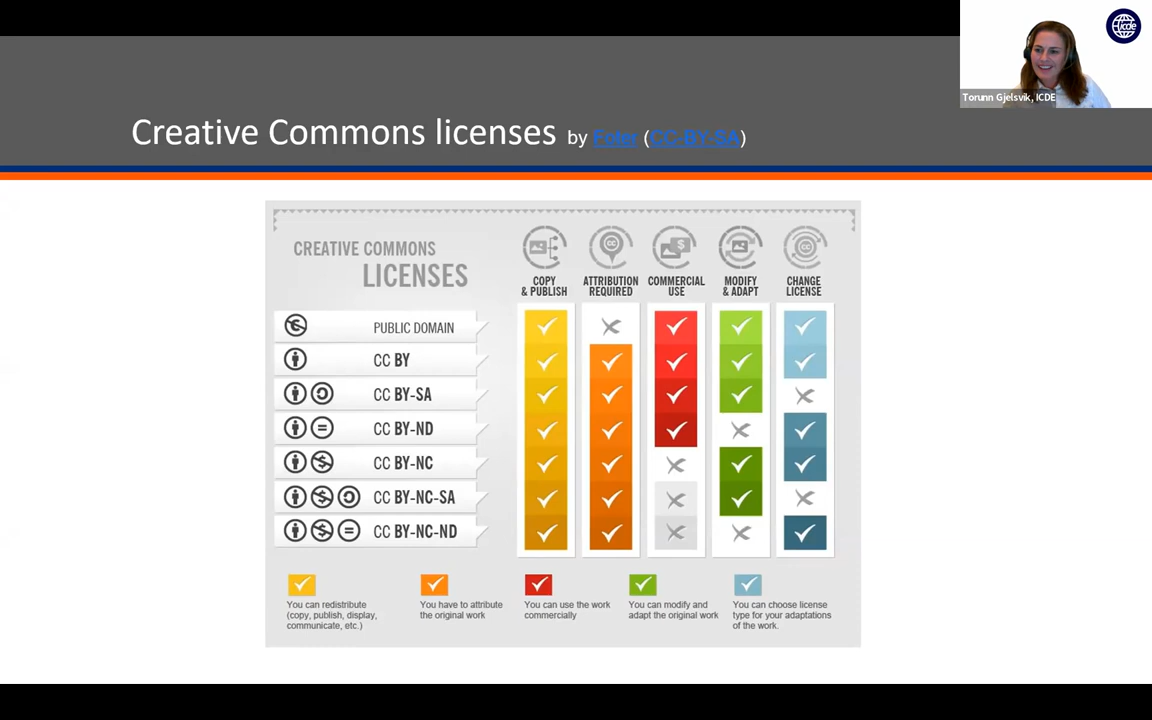 icde
Torunn Gjelsvik, ICDE
Creative Commons licenses by Foter (CC-BY-SA)
CREATIVE COMMONS
LICENSES
COPY
& PUBLISH
ATTRIBUTION
REQUIRED
COMMERCIAL
USE
MODIFY
& ADAPT
CHANGE
LICENSE
PUBLIC DOMAIN
CC BY
CC BY-SA
CC BY-ND
CC BY-NC
CC BY-NC-SA
CC BY-NC-ND
You can redistribute
(copy, publish, display,
communicate, etc.)
You have to attribute
the original work
You can use the work
commercially
You can modify and
adapt the original work
You can choose license
type for your adaptations
of the work.